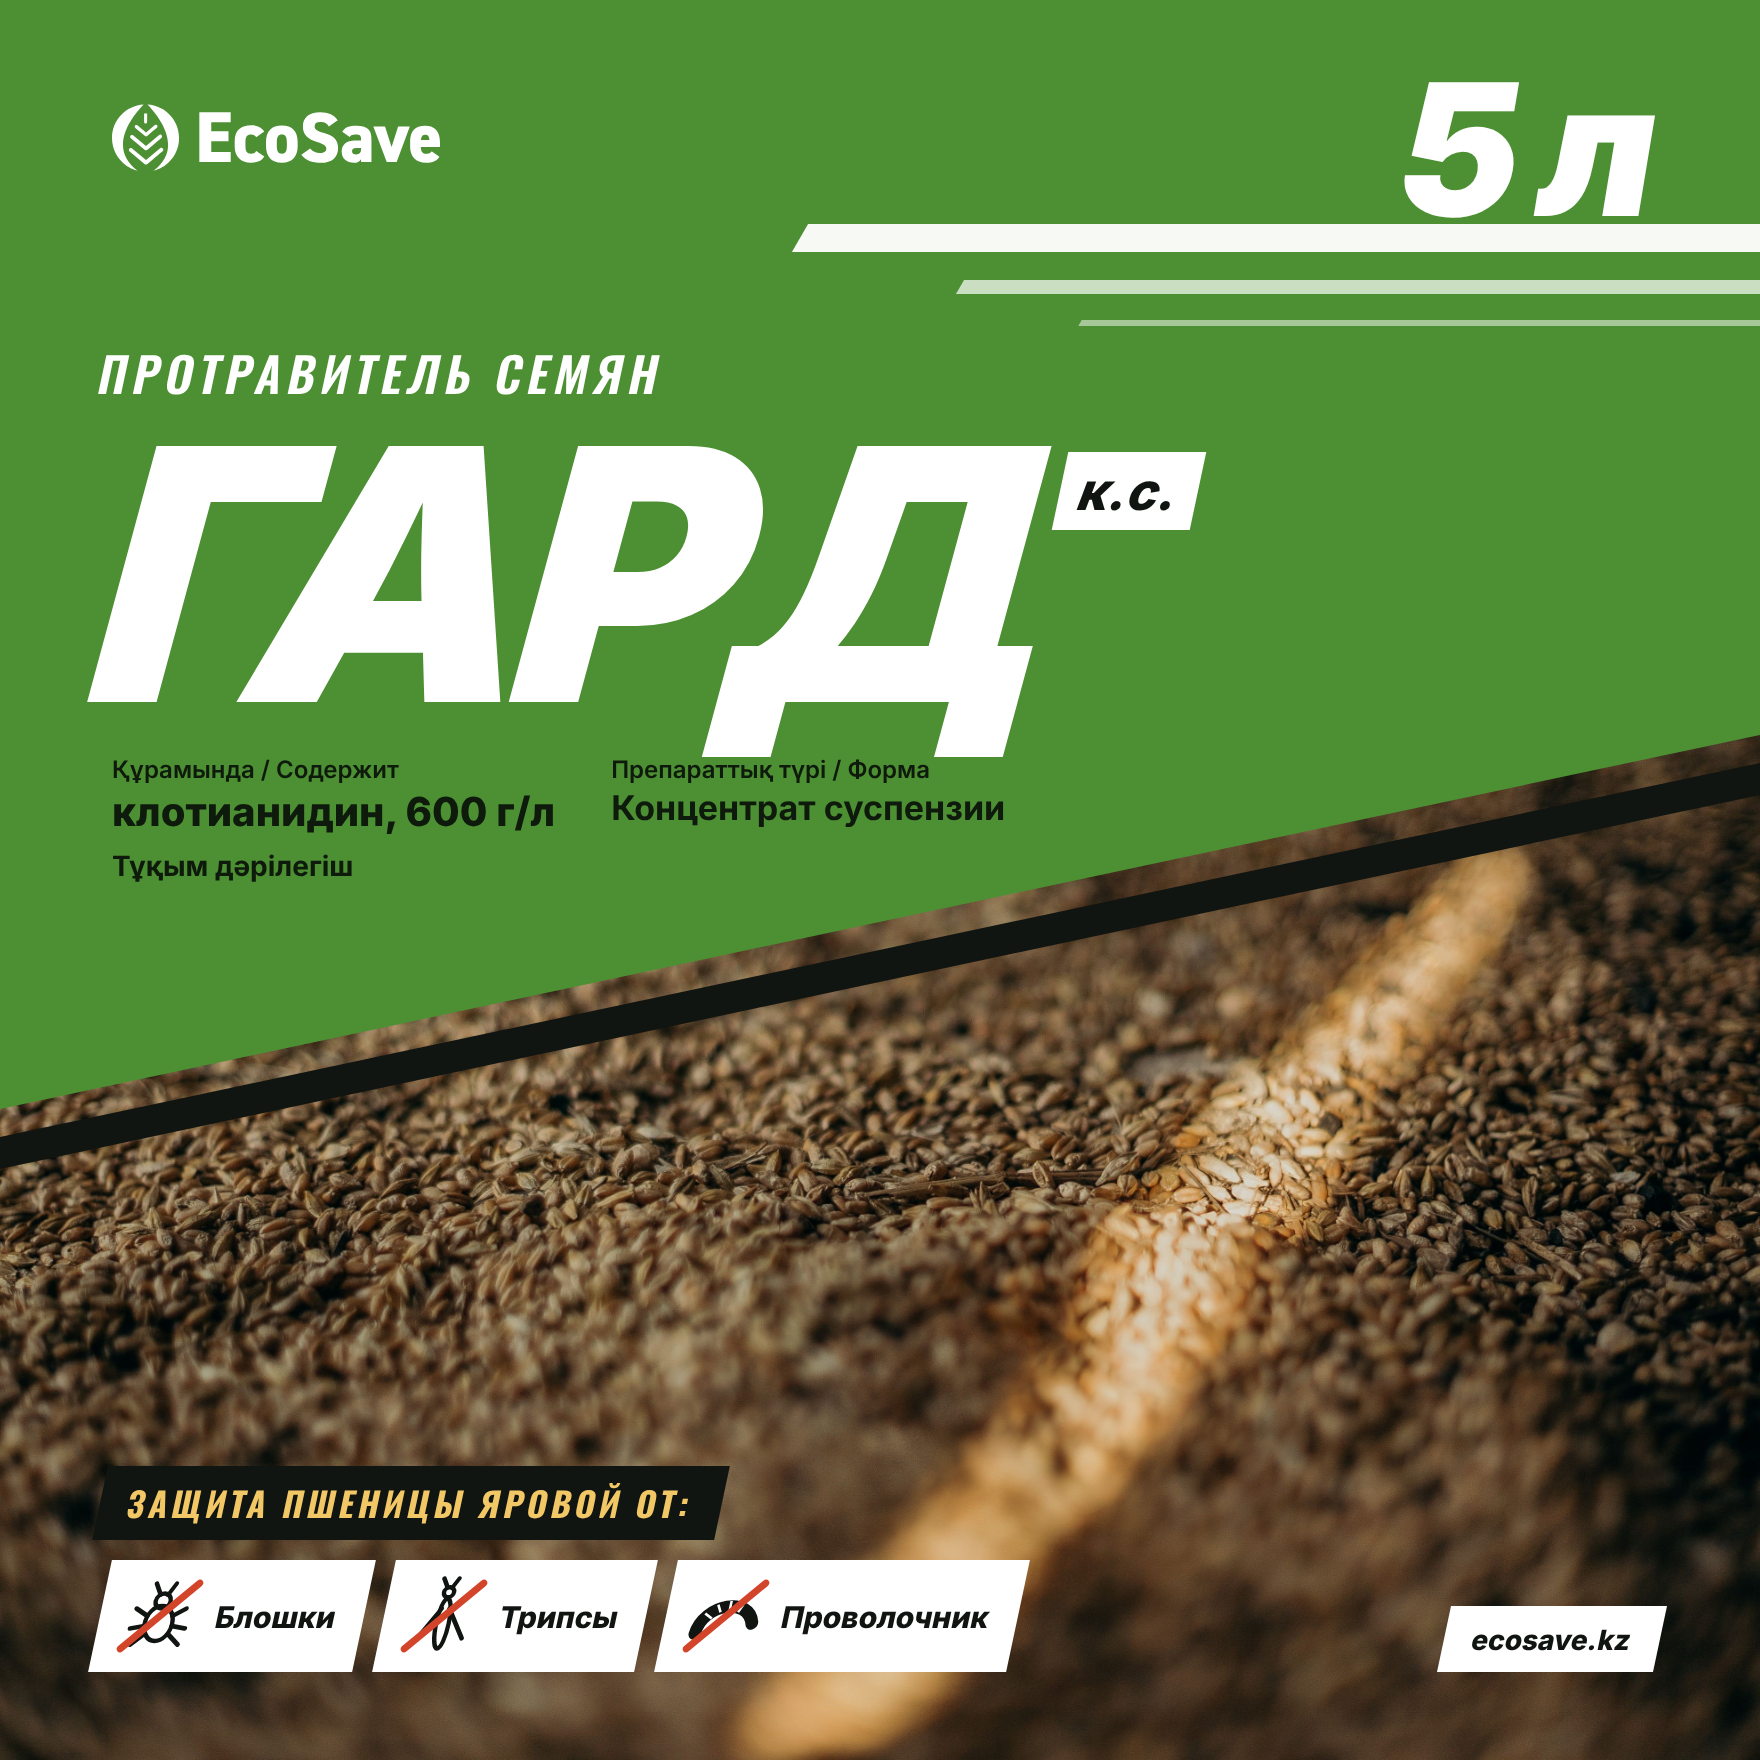 EcoSave
5 л
ПРОТРАВИТЕЛЬ СЕМЯН
ГАРД
к.с.
Құрамында / Содержит
клотианидин, 600 г/л
Тұқым дәрілегіш
Препараттық түрі / Форма
Концентрат суспензии
ЗАЩИТА ПШЕНИЦЫ ЯРОВОЙ ОТ:
Блошки
Трипсы
Проволочник
ecosave.kz